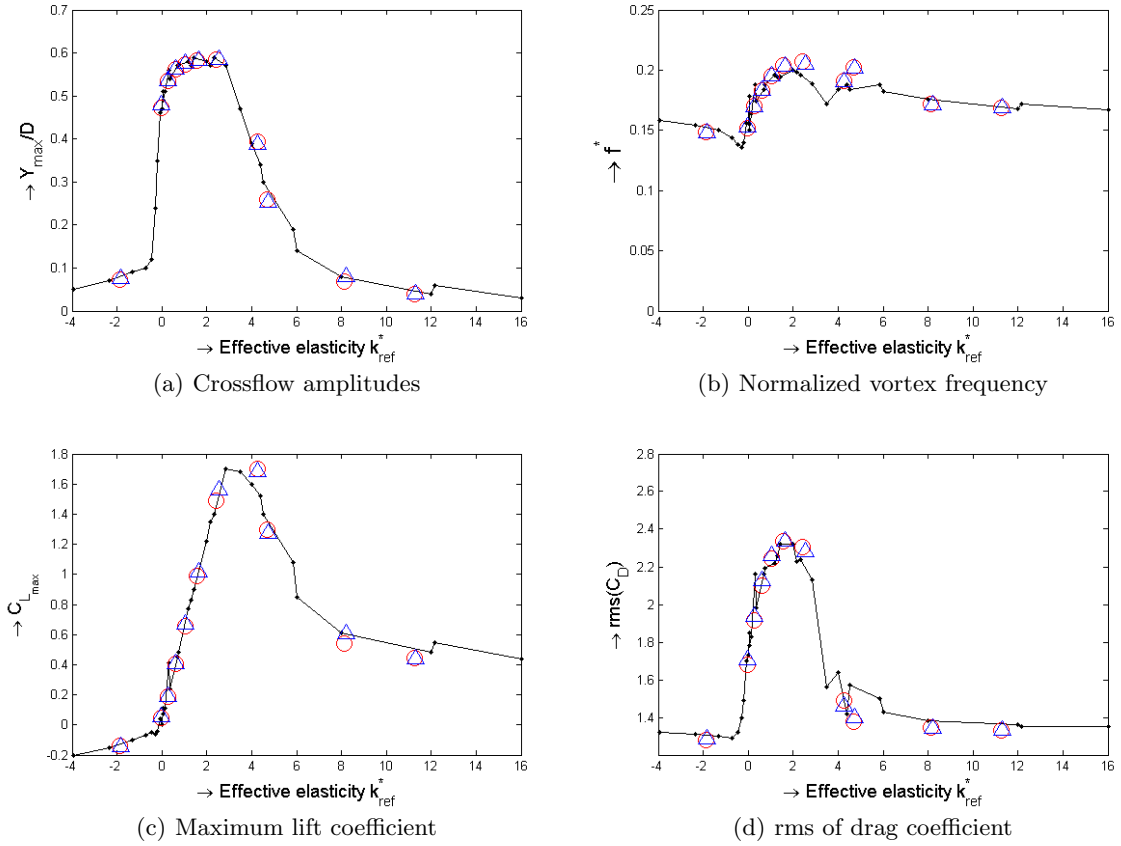 0.7
0.6
0.5
0.4
0.3
0.2
0.1
0
-4 -2 0 2 4 6 8 10 12 14 16
→ Y_max/D
→ Effective elasticity k*_ref
(a) Crossflow amplitudes
0.25
0.2
0.15
0.1
0.05
0
-4 -2 0 2 4 6 8 10 12 14 16
→ f*
→ Effective elasticity k*_ref
(b) Normalized vortex frequency
1.8
1.6
1.4
1.2
1
0.8
0.6
0.4
0.2
0
-0.2
-4 -2 0 2 4 6 8 10 12 14 16
→ C_L_max
→ Effective elasticity k*_ref
(c) Maximum lift coefficient
2.8
2.6
2.4
2.2
2
1.8
1.6
1.4
-4 -2 0 2 4 6 8 10 12 14 16
→ rms(C_D)
→ Effective elasticity k*_ref
(d) rms of drag coefficient